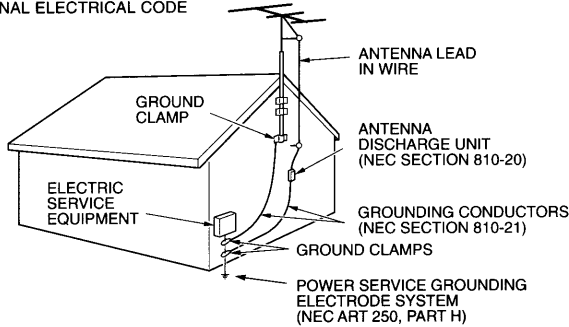 NAL ELECTRICAL CODE
ANTENNA LEAD
IN WIRE
GROUND
CLAMP
ANTENNA
DISCHARGE UNIT
(NEC SECTION 810-20)
ELECTRIC
SERVICE
EQUIPMENT
GROUNDING CONDUCTORS
(NEC SECTION 810-21)
GROUND CLAMPS
POWER SERVICE GROUNDING
ELECTRODE SYSTEM
(NEC ART 250, PART H)